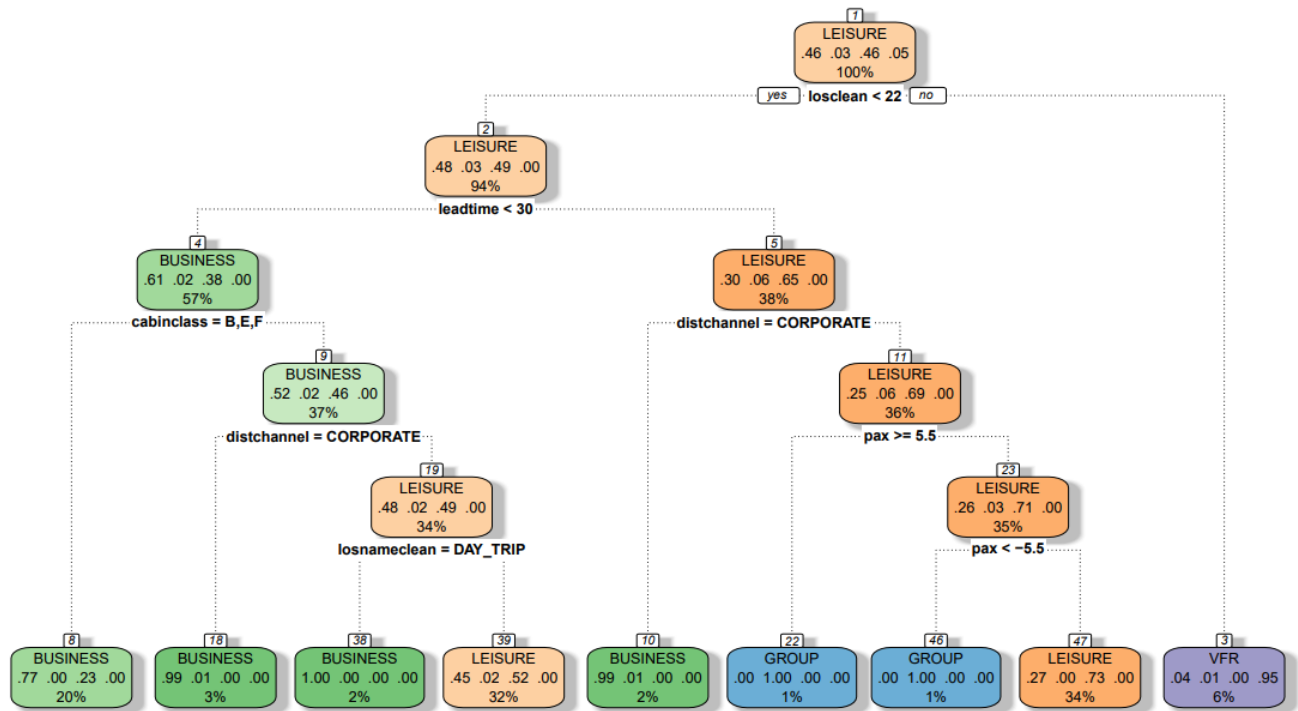 1
LEISURE
.46 .03 .46 .05
100%
yes losclean < 22 no
2
LEISURE
.48 .03 .49 .00
94%
leadtime < 30
4
BUSINESS
.61 .02 .38 .00
57%
cabinclass = B,E,F
5
LEISURE
.30 .06 .65 .00
38%
distchannel = CORPORATE
9
BUSINESS
.52 .02 .46 .00
37%
distchannel = CORPORATE
11
LEISURE
.25 .06 .69 .00
36%
pax >= 5.5
19
LEISURE
.48 .02 .49 .00
34%
losnameclean = DAY_TRIP
23
LEISURE
.26 .03 .71 .00
35%
pax < −5.5
8
BUSINESS
.77 .00 .23 .00
20%
18
BUSINESS
.99 .01 .00 .00
3%
38
BUSINESS
1.00 .00 .00 .00
2%
39
LEISURE
.45 .02 .52 .00
32%
10
BUSINESS
.99 .01 .00 .00
2%
22
GROUP
.00 1.00 .00 .00
1%
46
GROUP
.00 1.00 .00 .00
1%
47
LEISURE
.27 .00 .73 .00
34%
3
VFR
.04 .01 .00 .95
6%